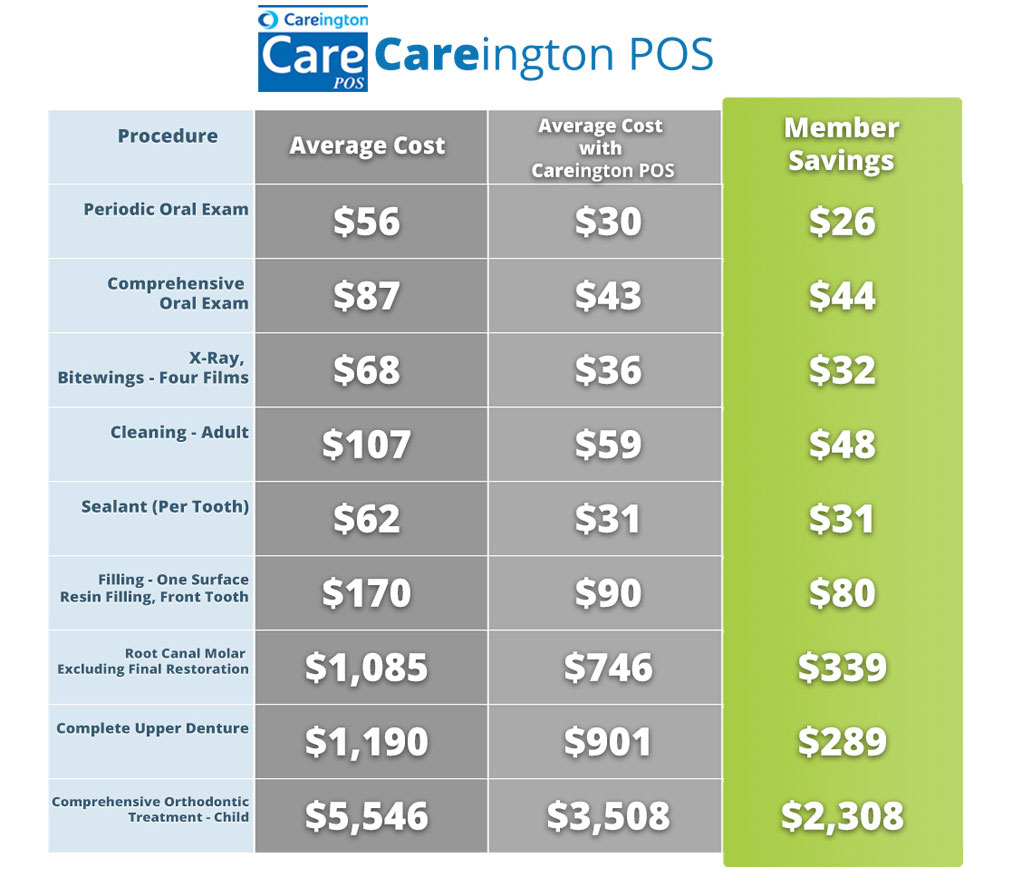 Careington
Care
POS
Careington POS
Procedure
Average Cost
Average Cost
with
Careington POS
Member
Savings
Periodic Oral Exam
$56
$30
$26
Comprehensive
Oral Exam
$87
$43
$44
X-Ray,
Bitewings - Four Films
$68
$36
$32
Cleaning - Adult
$107
$59
$48
Sealant (Per Tooth)
$62
$31
$31
Filling - One Surface
Resin Filling, Front Tooth
$170
$90
$80
Root Canal Molar
Excluding Final Restoration
$1,085
$746
$339
Complete Upper Denture
$1,190
$901
$289
Comprehensive Orthodontic
Treatment - Child
$5,546
$3,508
$2,308